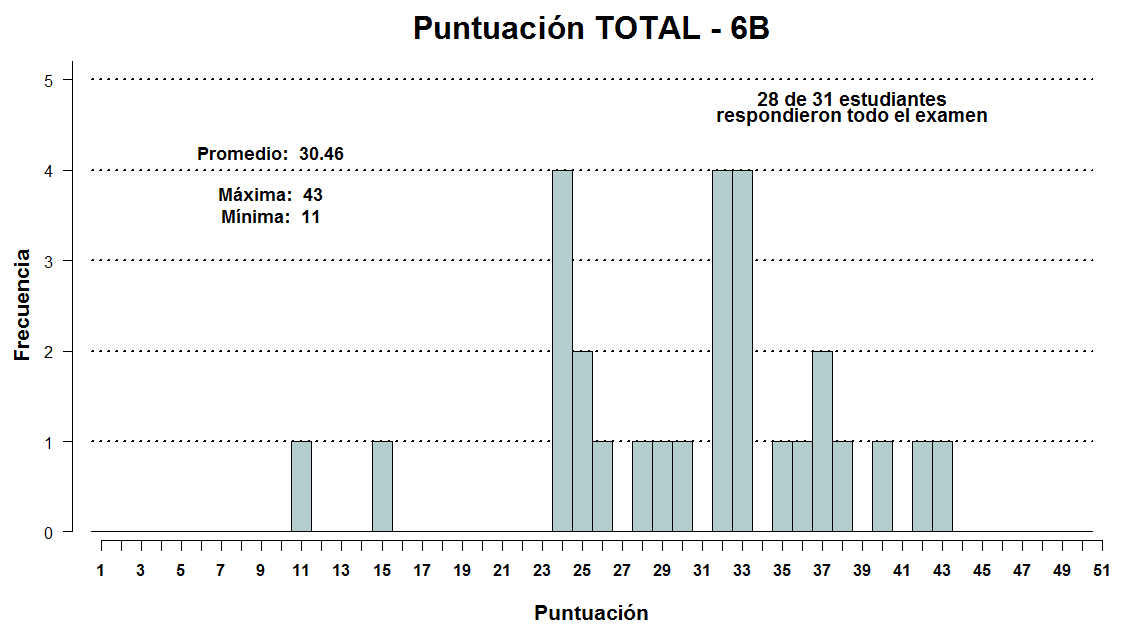 Puntuación TOTAL - 6B
28 de 31 estudiantes
respondieron todo el examen
Promedio: 30.46
Máxima: 43
Mínima: 11
Frecuencia
5
4
3
2
1
0
1 3 5 7 9 11 13 15 17 19 21 23 25 27 29 31 33 35 37 39 41 43 45 47 49 51
Puntuación